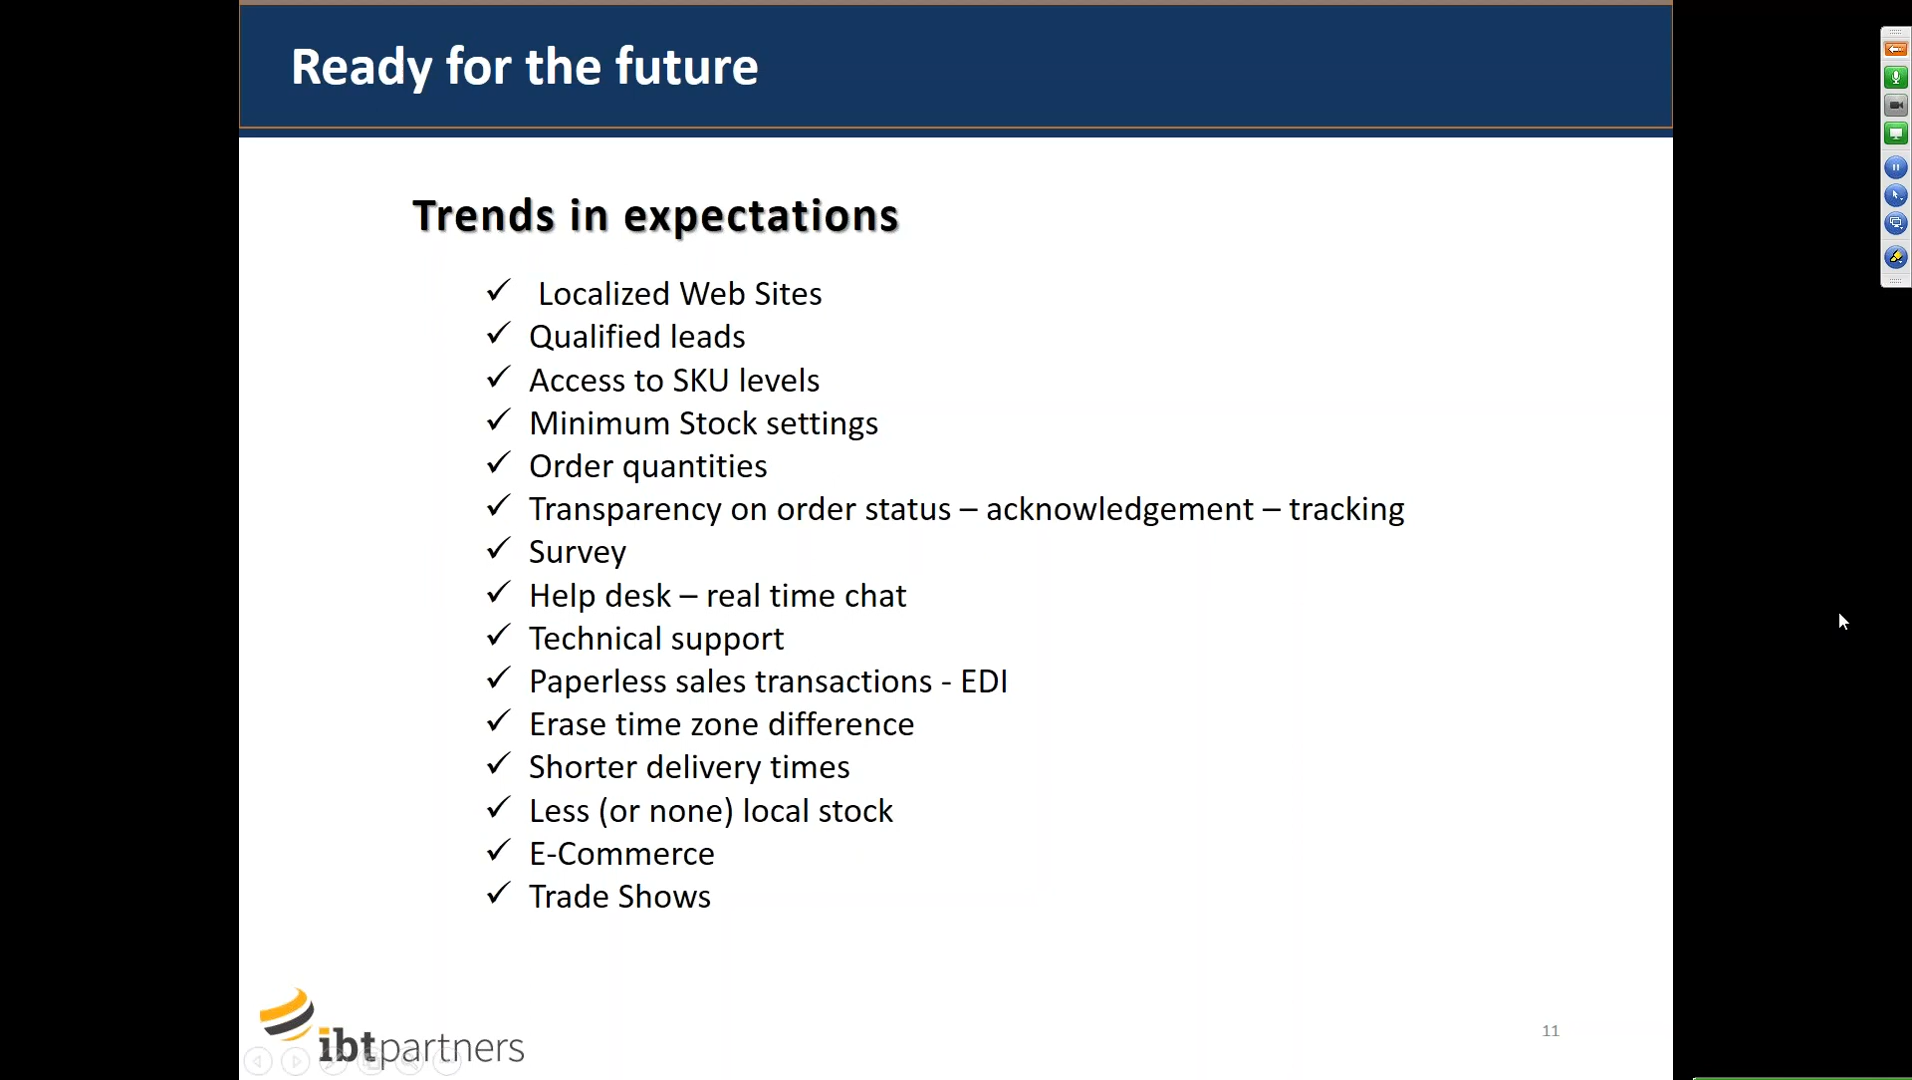 Ready for the future
Trends in expectations
✓ Localized Web Sites
✓ Qualified leads
✓ Access to SKU levels
✓ Minimum Stock settings
✓ Order quantities
✓ Transparency on order status – acknowledgement – tracking
✓ Survey
✓ Help desk – real time chat
✓ Technical support
✓ Paperless sales transactions - EDI
✓ Erase time zone difference
✓ Shorter delivery times
✓ Less (or none) local stock
✓ E-Commerce
✓ Trade Shows
ibtpartners
11